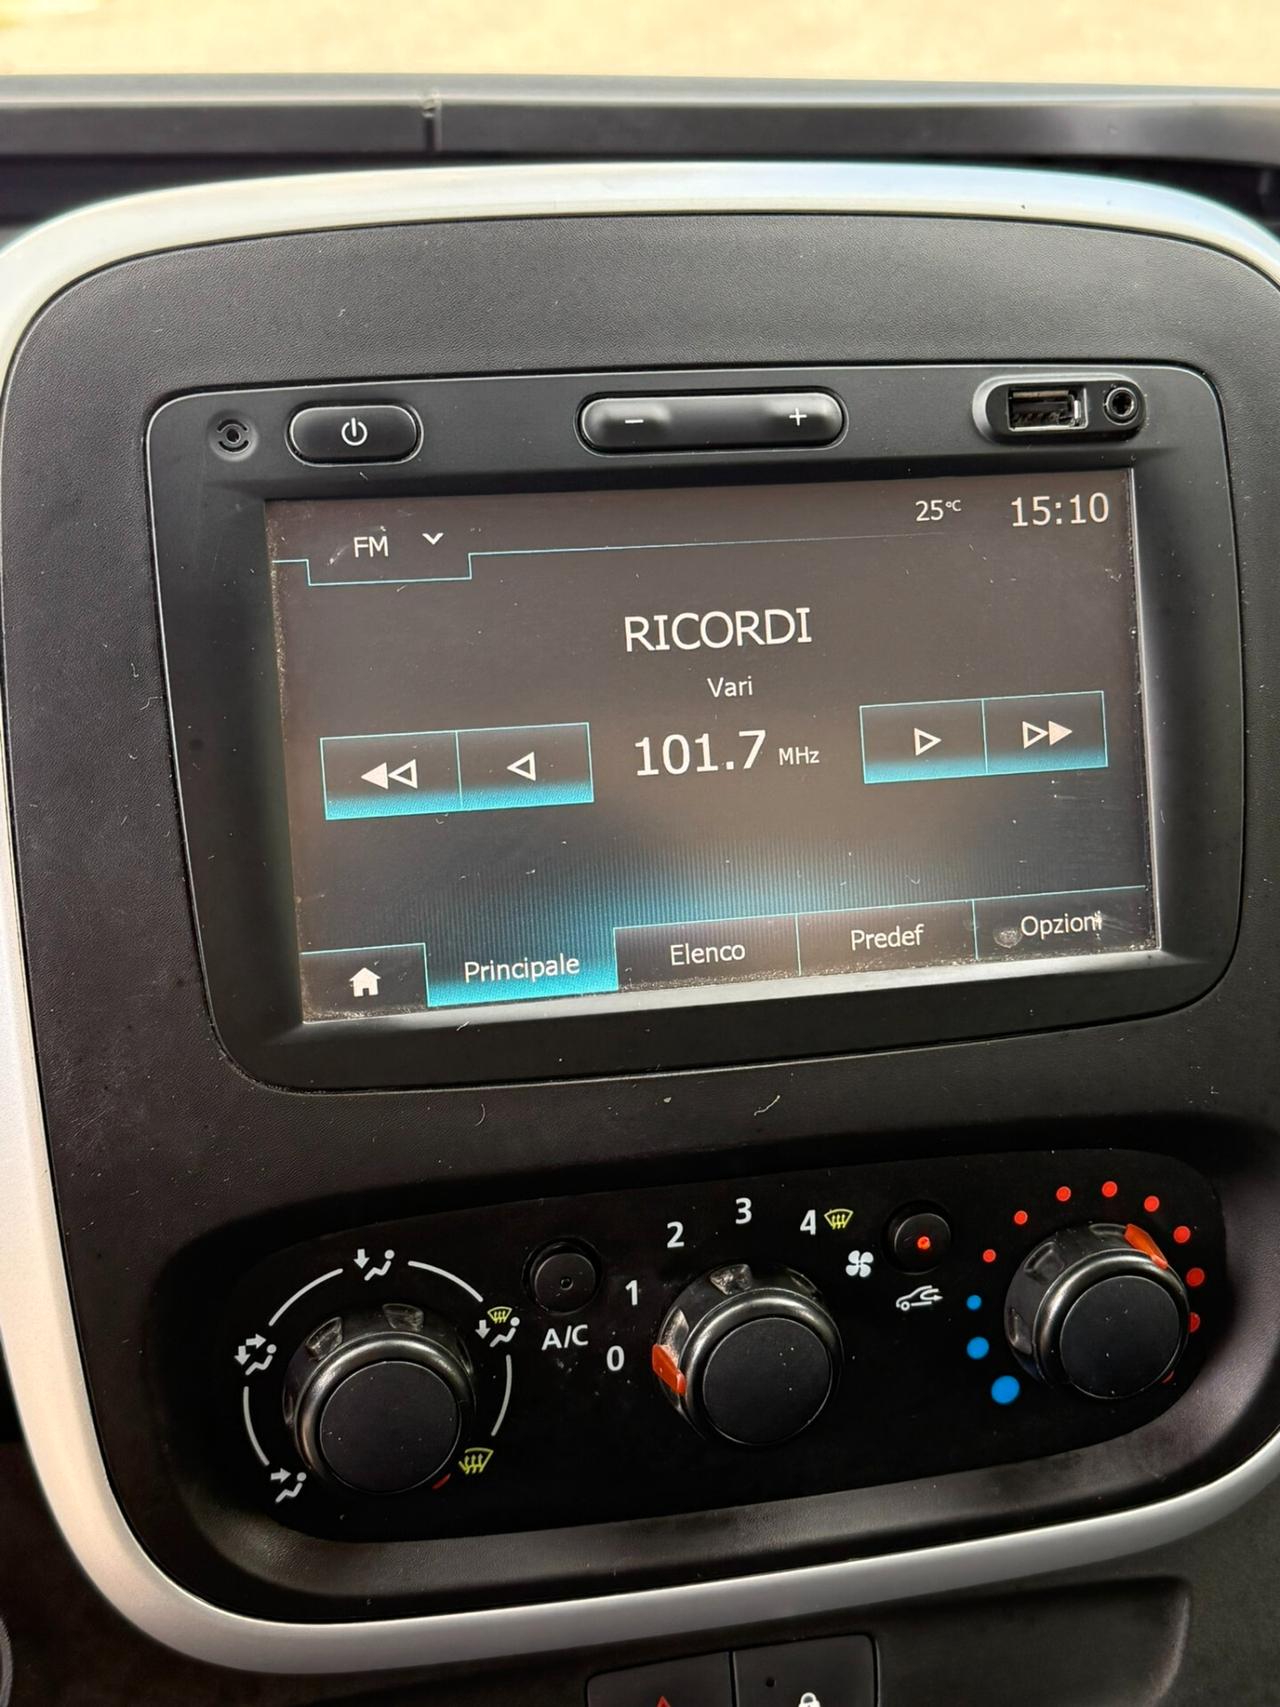 FM
25°C 15:10
RICORDI
Vari
101.7 MHz
Principale Elenco Predef Opzioni
A/C 0 1 2 3 4